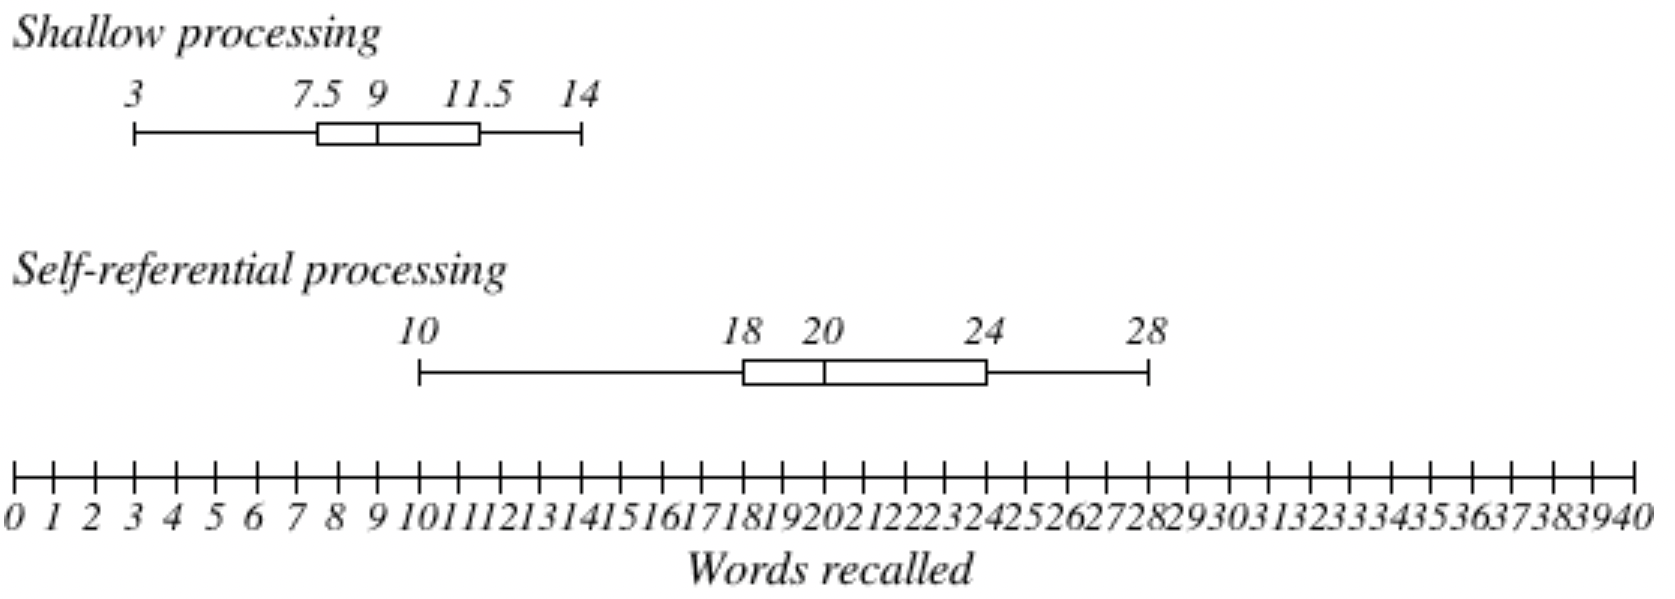 Shallow processing
3 7.5 9 11.5 14
Self-referential processing
10 18 20 24 28
0 1 2 3 4 5 6 7 8 9 10 11 12 13 14 15 16 17 18 19 20 21 22 23 24 25 26 27 28 29 30 31 32 33 34 35 36 37 38 39 40
Words recalled